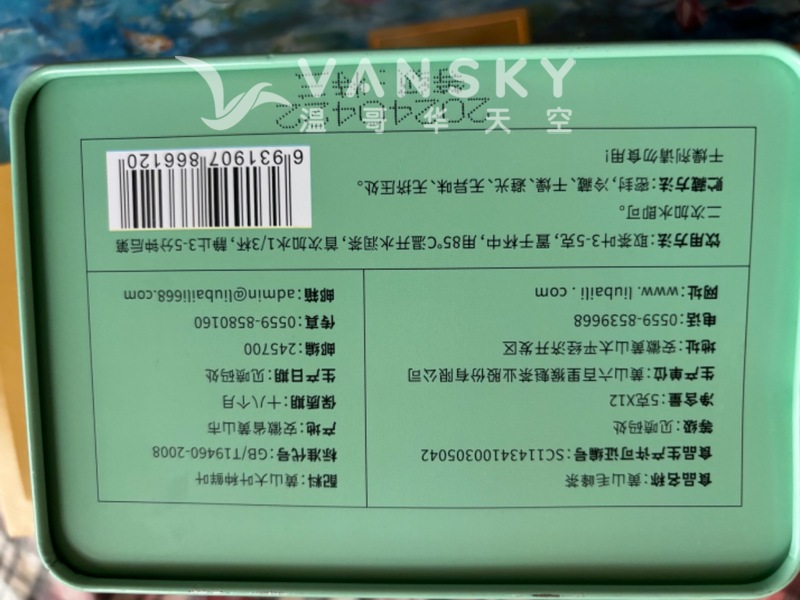 VANSKY
温哥华天空
食品名称：黄山毛峰茶
食品生产许可证编号：SC11434100305042
等级：见喷码处
净含量：5克X12
生产单位：黄山六百里猴魁茶业股份有限公司
地址：安徽黄山太平经济开发区
电话：0559-8539668
网址：www.liubaili.com
配料：黄山大叶种鲜叶
标准代号：GB/T19460-2008
产地：安徽省黄山市
保质期：十八个月
生产日期：见喷码处
邮编：245700
传真：0559-8580160
邮箱：admin@liubaili668.com
饮用方法：取茶叶3-5克，置于杯中，用85°C温开水润茶，首次加水1/3杯，静止3-5分钟后第
二次加水即可。
贮藏方法：密封，冷藏、干、燥、避光、无异味、无挤压处。
干燥剂请勿食用！
6931907866120